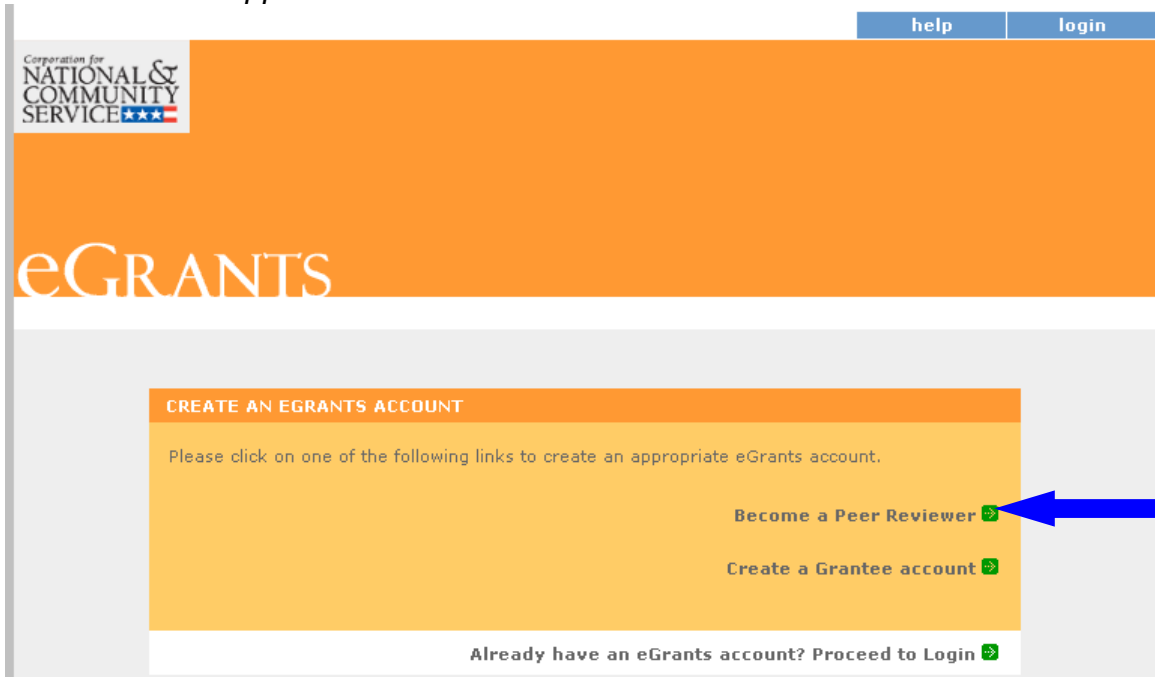 help login
Corporation for
NATIONAL &
COMMUNITY
SERVICE
eGRANTS
CREATE AN EGRANTS ACCOUNT
Please click on one of the following links to create an appropriate eGrants account.
Become a Peer Reviewer
Create a Grantee account
Already have an eGrants account? Proceed to Login